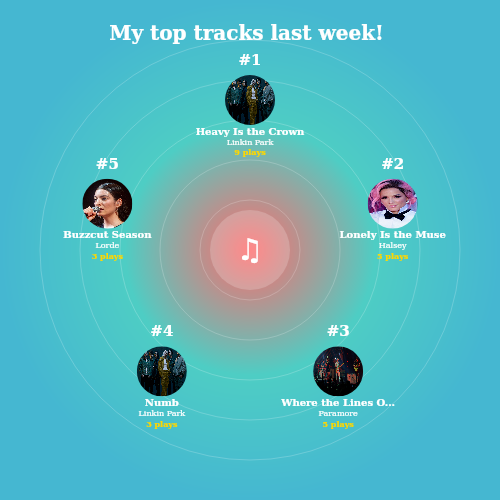 My top tracks last week!
#1
Heavy Is the Crown
Linkin Park
9 plays
#2
Lonely Is the Muse
Halsey
5 plays
#3
Where the Lines O...
Paramore
5 plays
#4
Numb
Linkin Park
3 plays
#5
Buzzcut Season
Lorde
3 plays